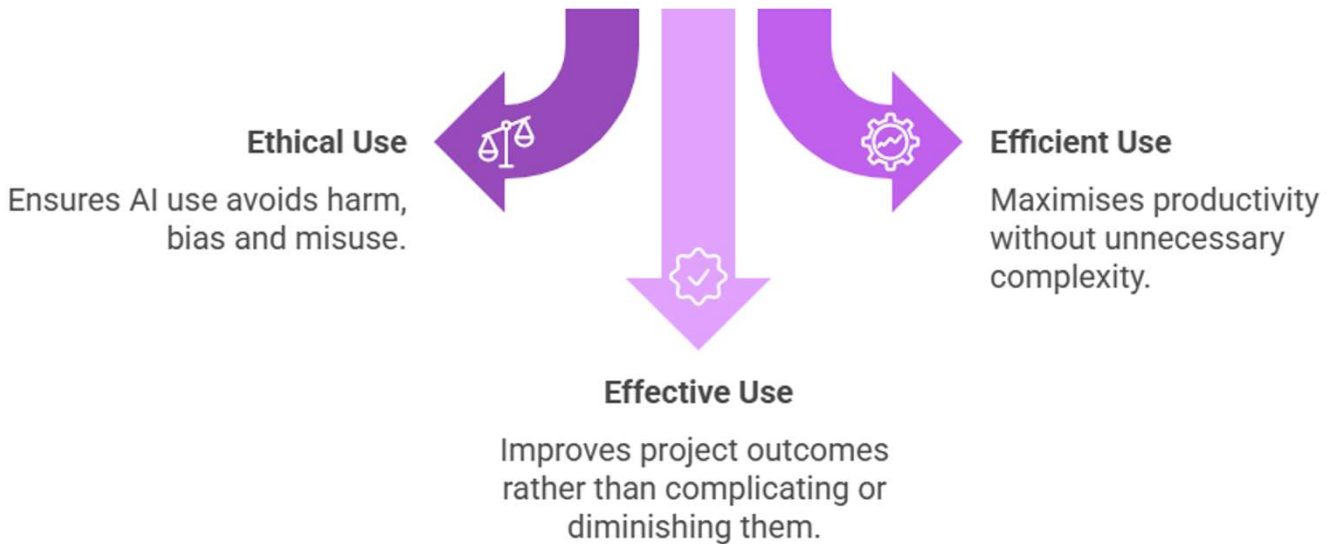 Ethical Use
Ensures AI use avoids harm,
bias and misuse.
Efficient Use
Maximises productivity
without unnecessary
complexity.
Effective Use
Improves project outcomes
rather than complicating or
diminishing them.